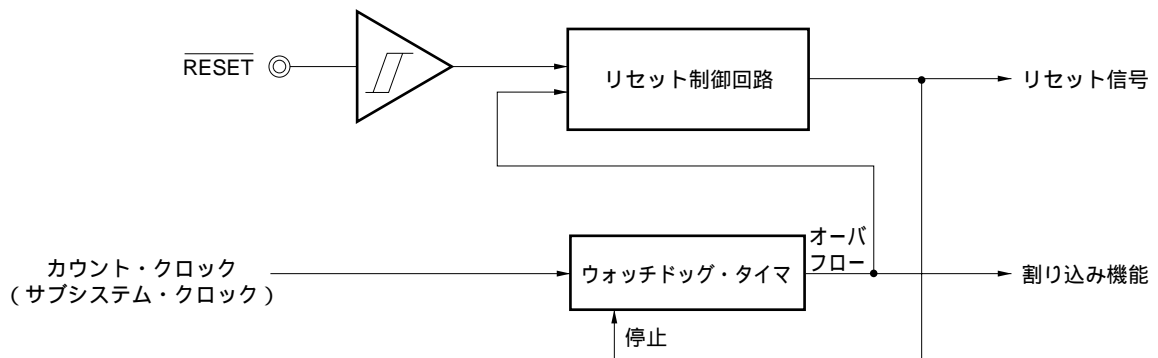 RESET
リセット制御回路
リセット信号
オーバ
フロー
カウント・クロック
(サブシステム・クロック)
ウォッチドッグ・タイマ
割り込み機能
停止